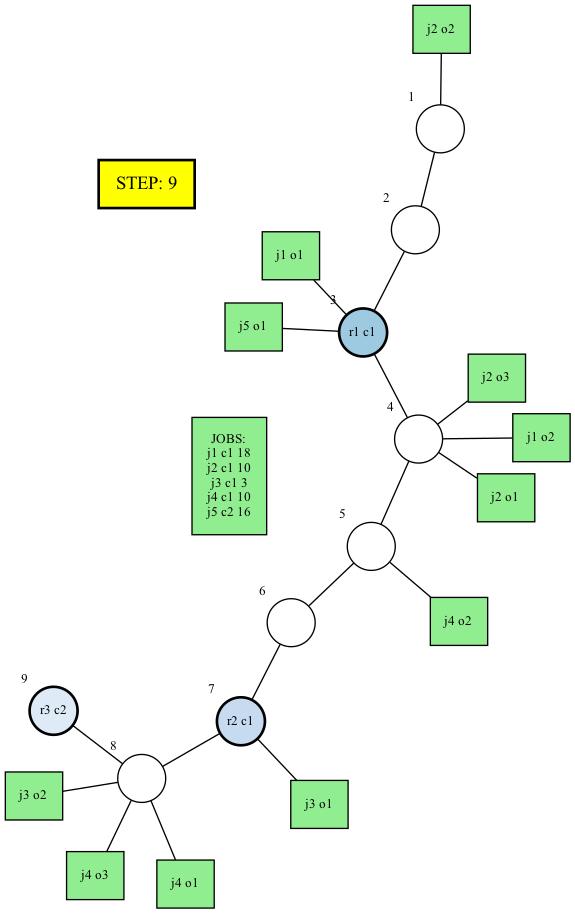 j2 o2
1
STEP: 9
2
j1 o1
3
j5 o1
r1 c1
j2 o3
4
j1 o2
JOBS:
j1 c1 18
j2 c1 10
j3 c1 3
j4 c1 10
j5 c2 16
j2 o1
5
6
j4 o2
9
7
r3 c2
r2 c1
8
j3 o2
j3 o1
j4 o3
j4 o1